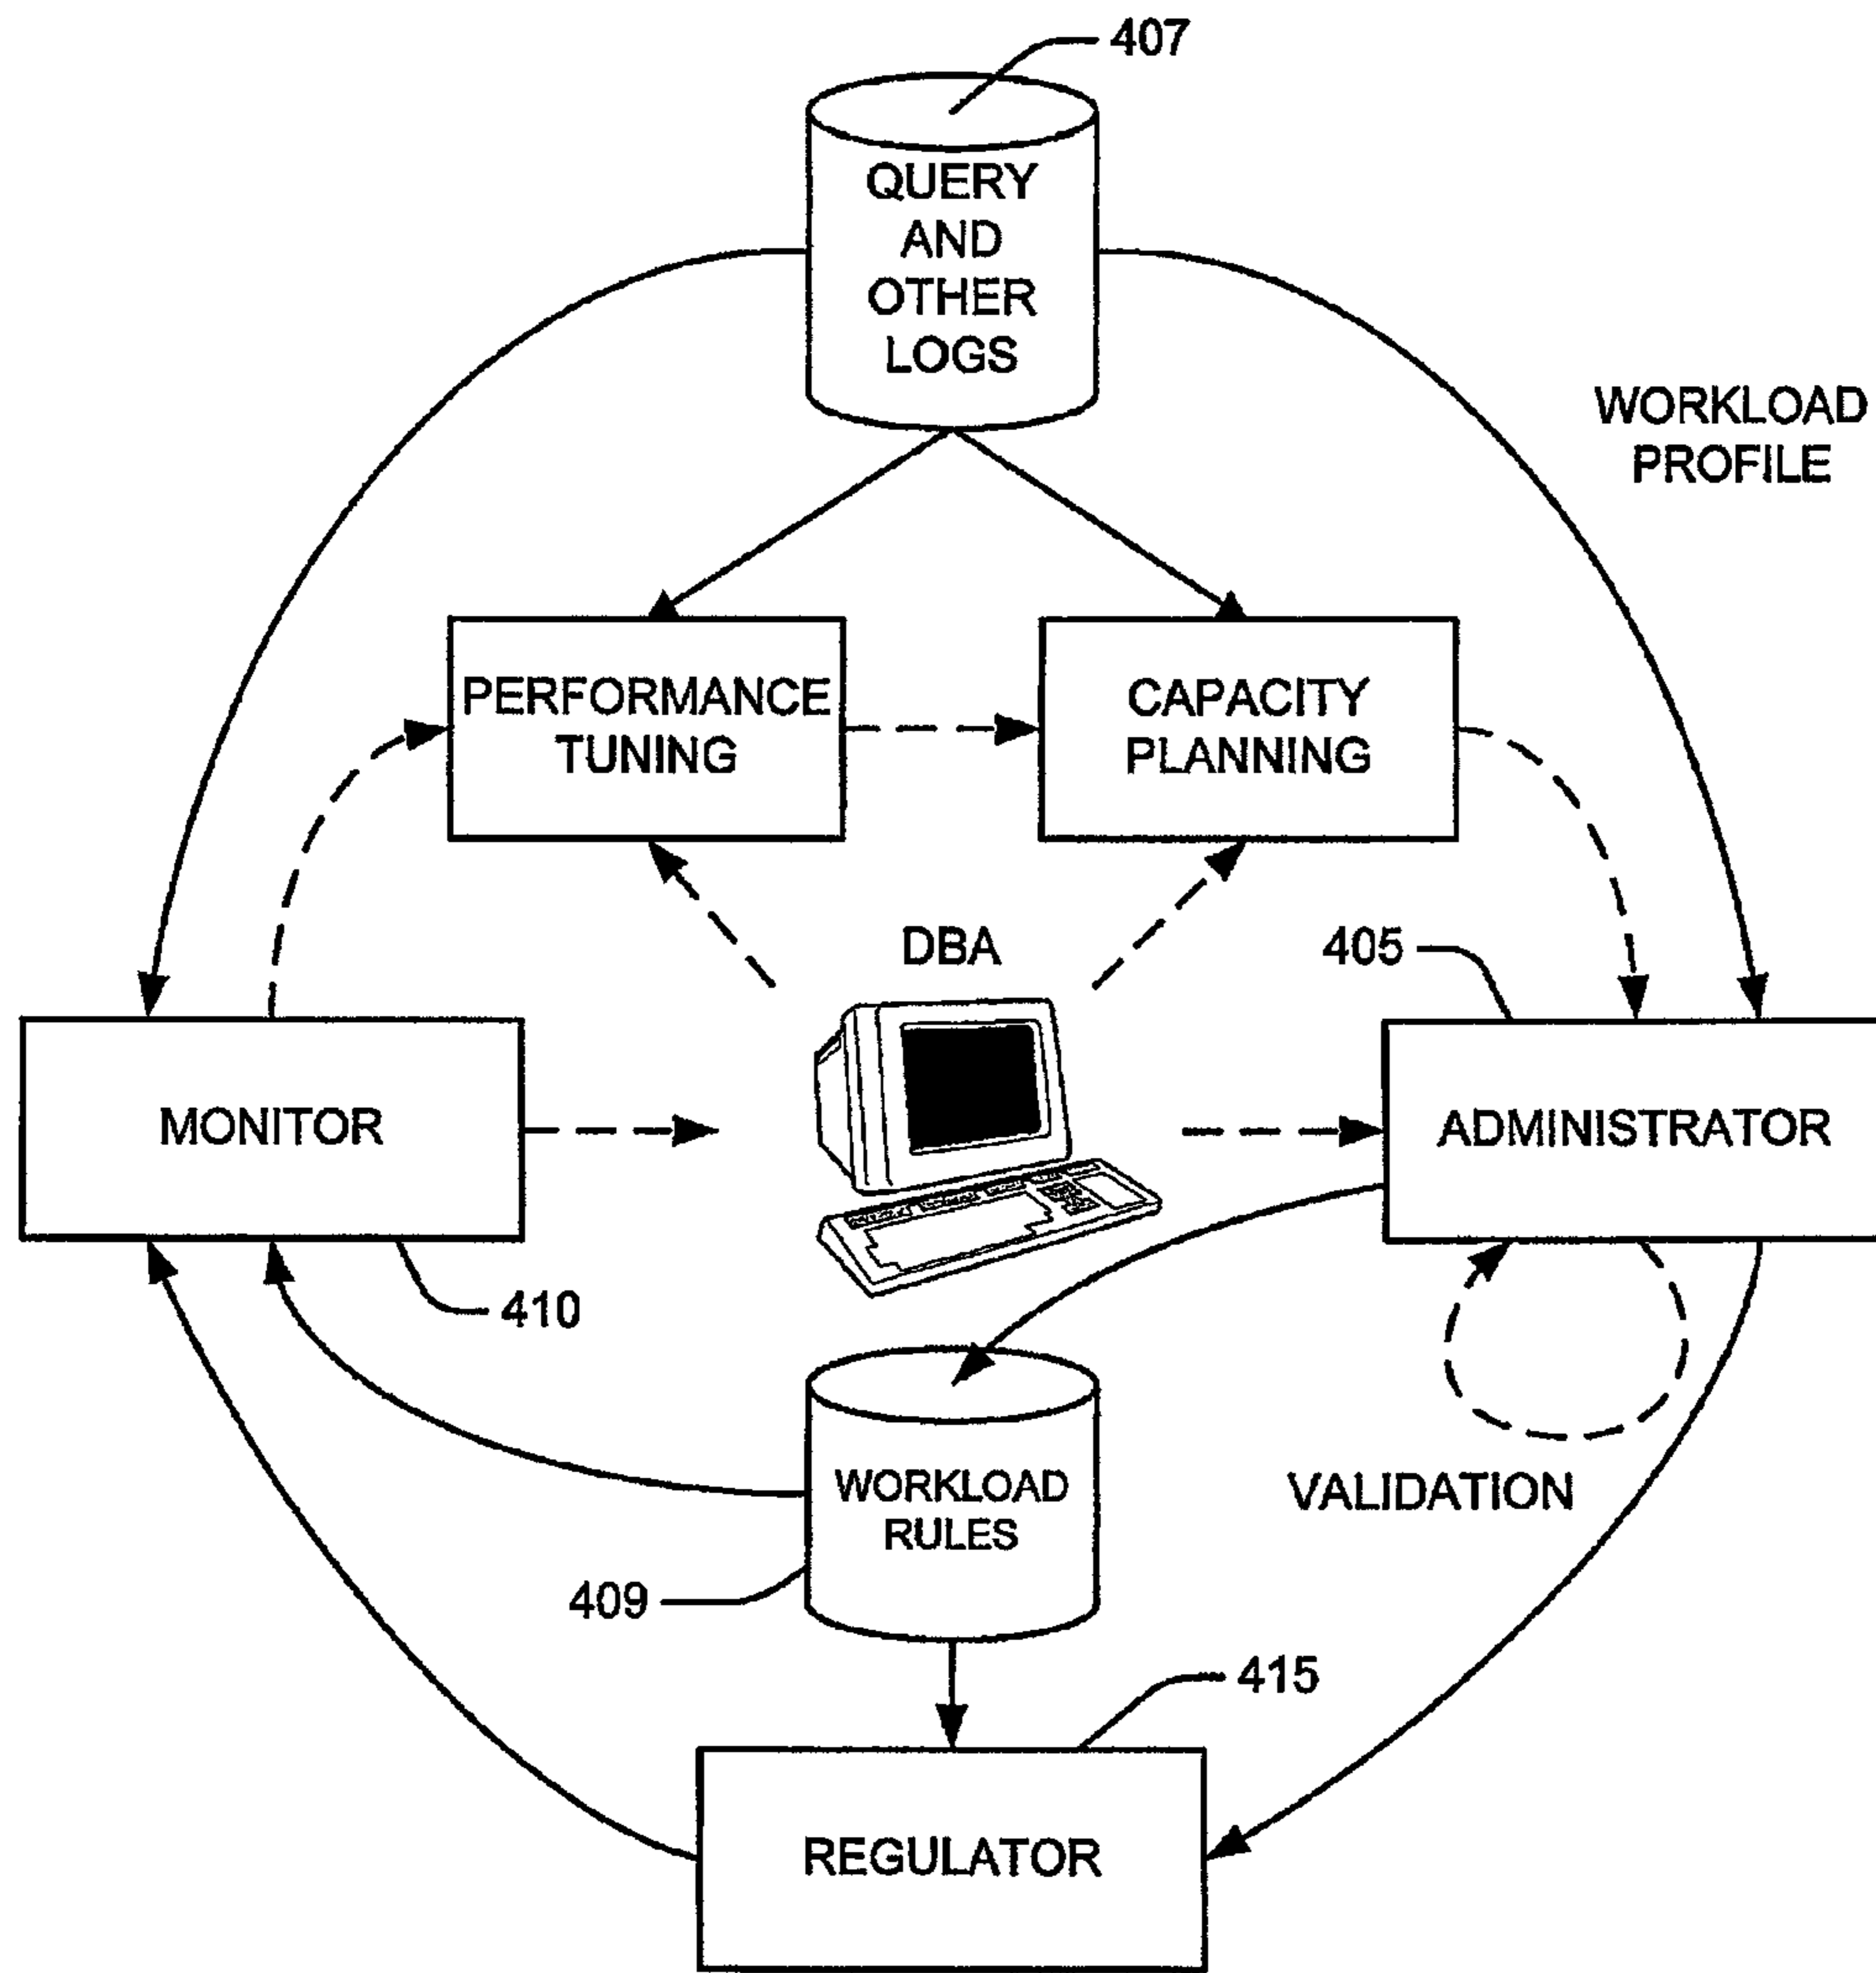 407
QUERY
AND
OTHER
LOGS
WORKLOAD
PROFILE
PERFORMANCE
TUNING
CAPACITY
PLANNING
DBA
405
MONITOR
ADMINISTRATOR
410
WORKLOAD
RULES
VALIDATION
409
415
REGULATOR